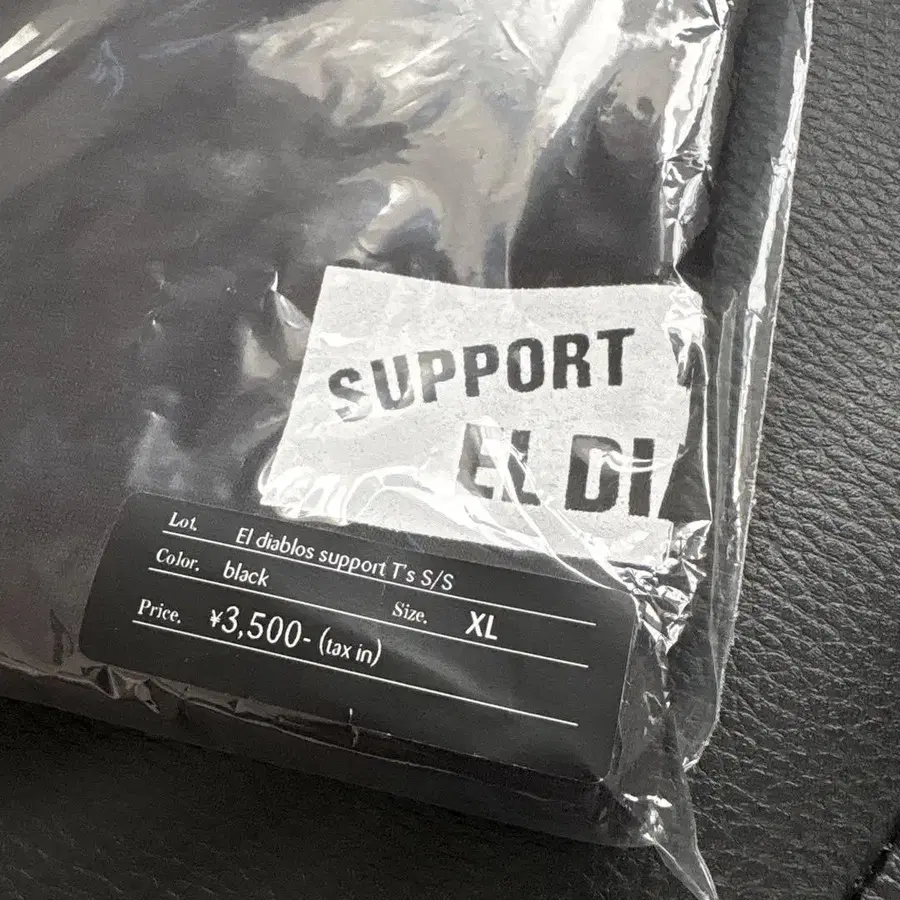 SUPPORT
EL DI
Lot. El diablos support T's S/S
Color. black Size. XL
Price. ¥3,500- (tax in)